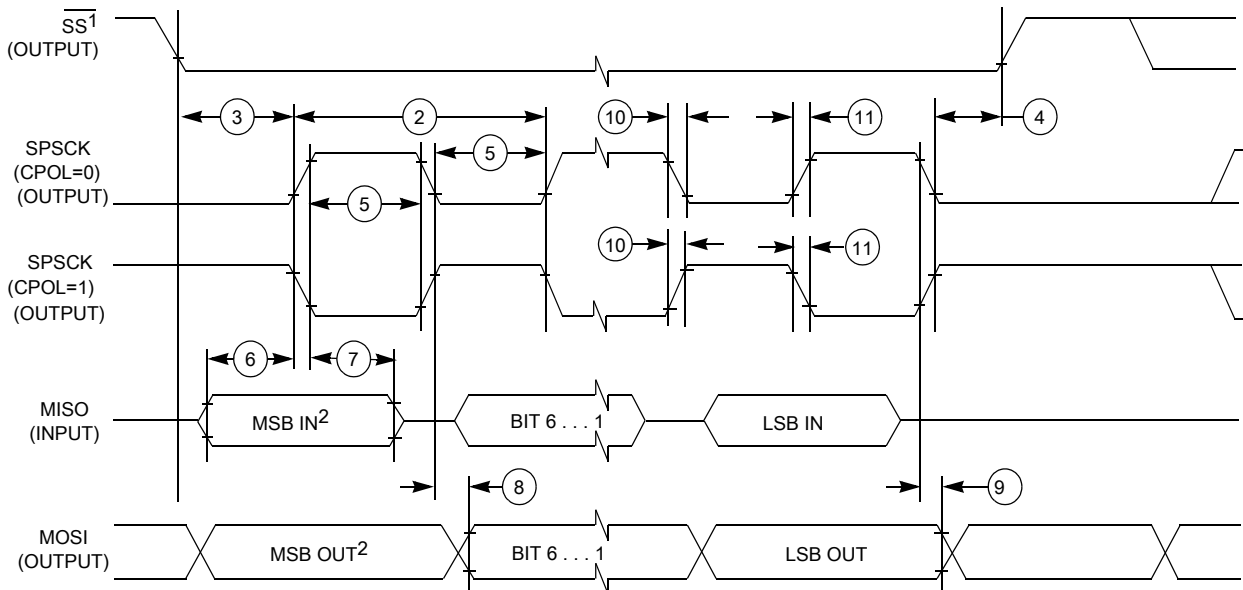 SS1
(OUTPUT)
3
2
10
11
4
SPSCK
(CPOL=0)
(OUTPUT)
5
5
SPSCK
(CPOL=1)
(OUTPUT)
10
11
6
7
MISO
(INPUT)
MSB IN2
BIT 6 . . . 1
LSB IN
8
9
MOSI
(OUTPUT)
MSB OUT2
BIT 6 . . . 1
LSB OUT